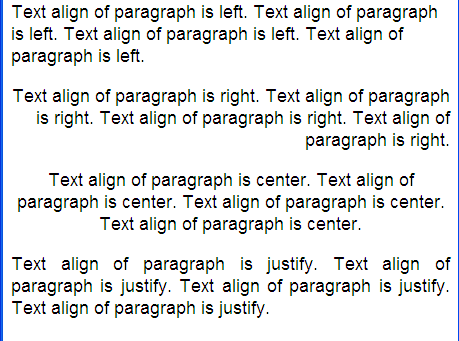 Text align of paragraph is left. Text align of paragraph
is left. Text align of paragraph is left. Text align of
paragraph is left.
Text align of paragraph is right. Text align of paragraph
is right. Text align of paragraph is right. Text align of
paragraph is right.
Text align of paragraph is center. Text align of
paragraph is center. Text align of paragraph is center.
Text align of paragraph is center.
Text align of paragraph is justify. Text align of
paragraph is justify. Text align of paragraph is justify.
Text align of paragraph is justify.